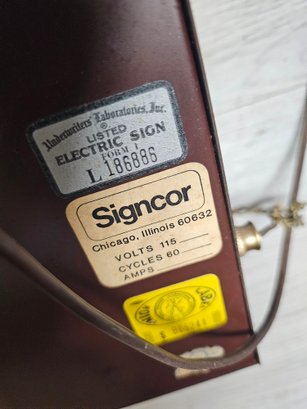 Underwriters' Laboratories, Inc.
LISTED
ELECTRIC SIGN
FORM 1
L 186886
Signcor
Chicago, Illinois 60632
VOLTS 115
CYCLES 60
AMPS